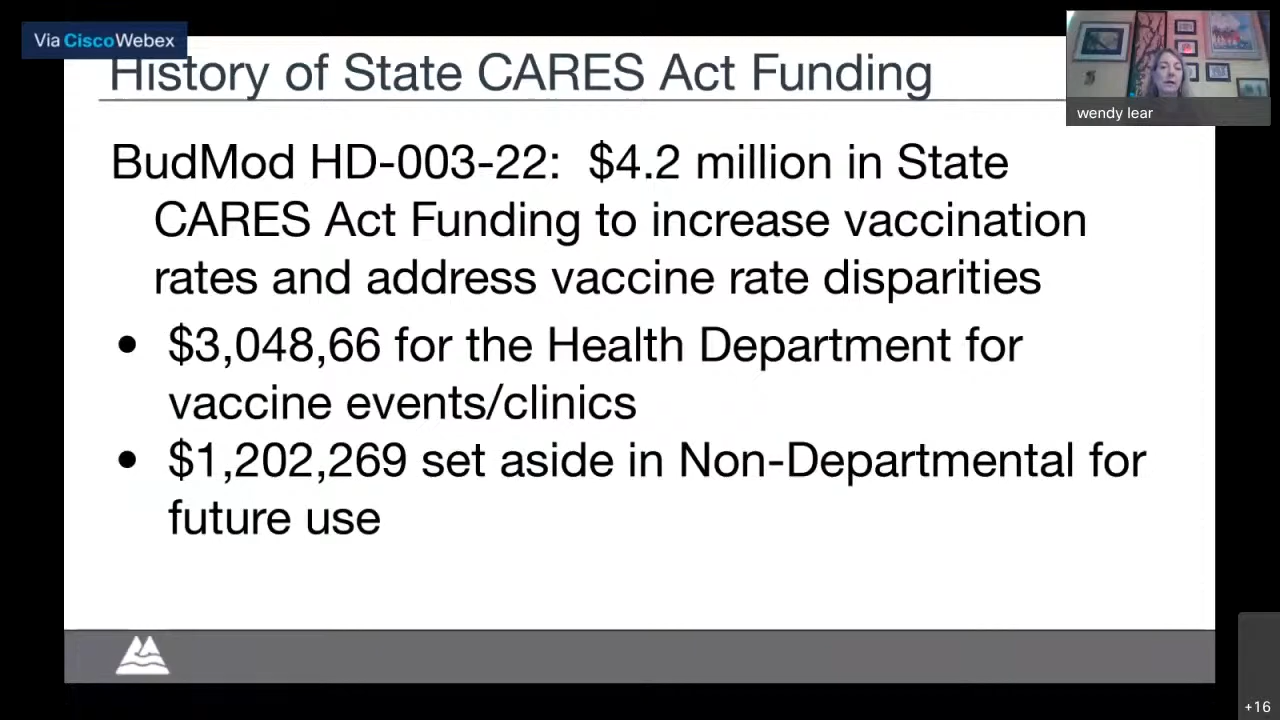 Via CiscoWebex
History of State CARES Act Funding
wendy lear
BudMod HD-003-22: $4.2 million in State
CARES Act Funding to increase vaccination
rates and address vaccine rate disparities
• $3,048,66 for the Health Department for
vaccine events/clinics
• $1,202,269 set aside in Non-Departmental for
future use
+16